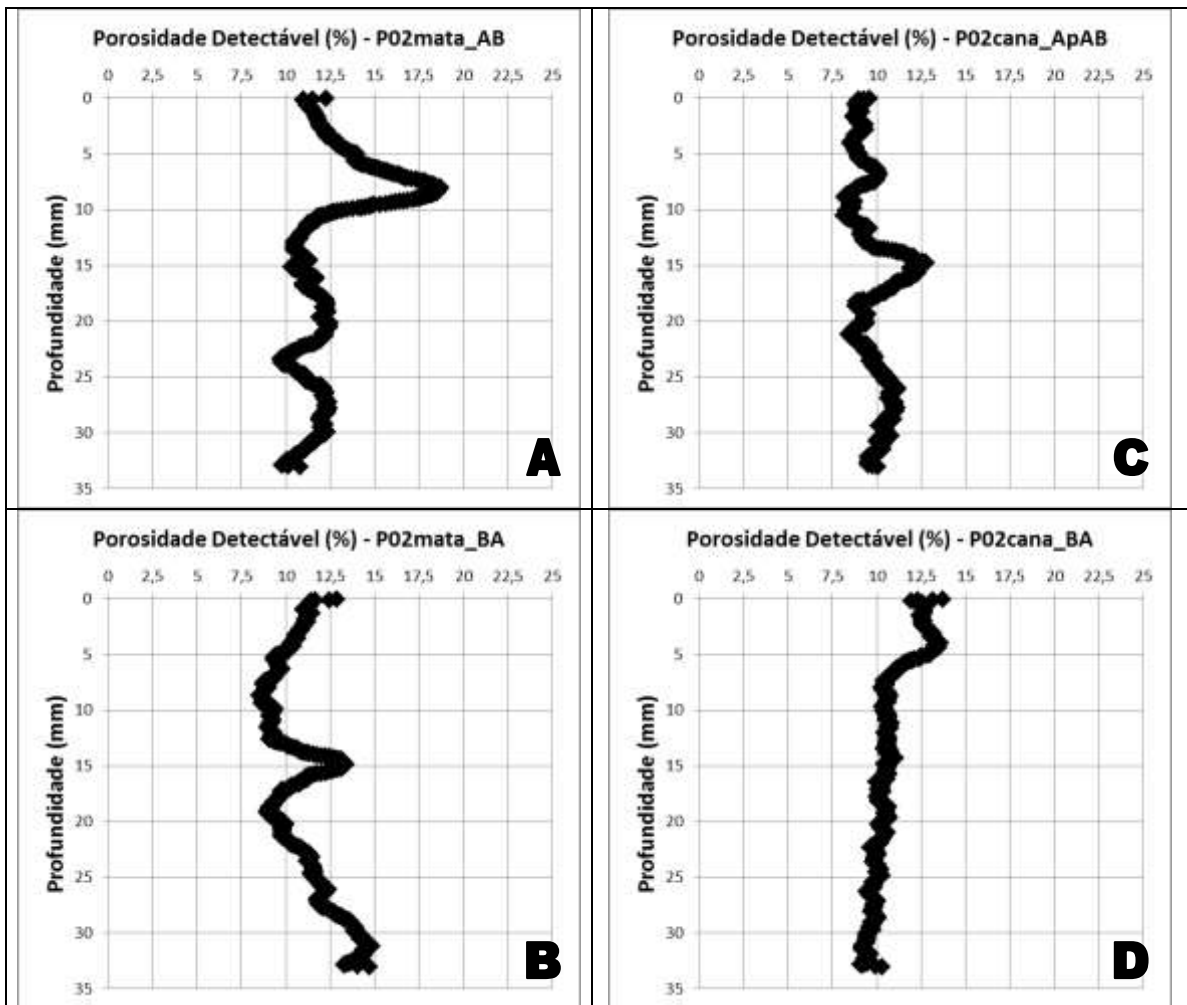 Porosidade Detectável (%) - P02mata_AB
0 2,5 5 7,5 10 12,5 15 17,5 20 22,5 25
0
5
10
15
20
25
30
35
Profundidade (mm)
A
Porosidade Detectável (%) - P02cana_ApAB
0 2,5 5 7,5 10 12,5 15 17,5 20 22,5 25
0
5
10
15
20
25
30
35
Profundidade (mm)
C
Porosidade Detectável (%) - P02mata_BA
0 2,5 5 7,5 10 12,5 15 17,5 20 22,5 25
0
5
10
15
20
25
30
35
Profundidade (mm)
B
Porosidade Detectável (%) - P02cana_BA
0 2,5 5 7,5 10 12,5 15 17,5 20 22,5 25
0
5
10
15
20
25
30
35
Profundidade (mm)
D